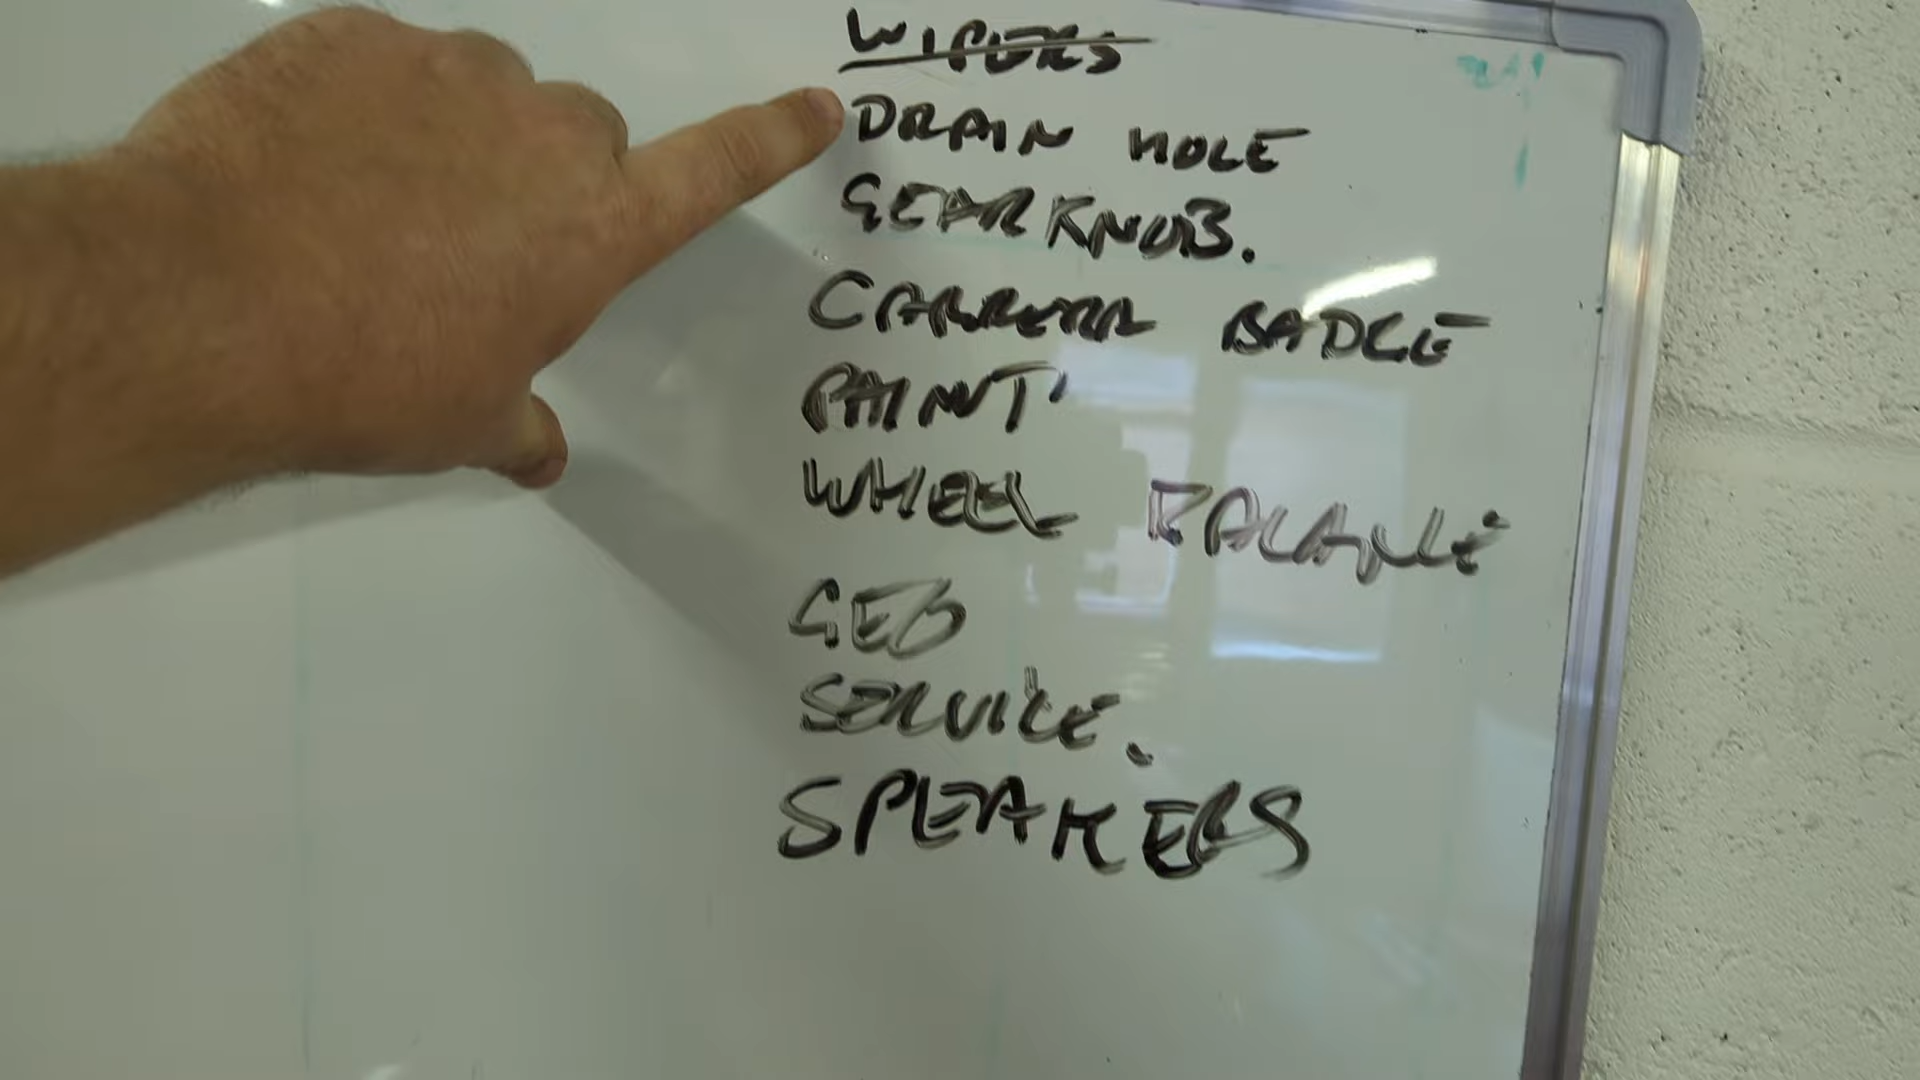 WIPERS
DRAIN HOLE
GEAR KNOB.
CARRERA BADGE
PAINT
WHEEL BALANCE
GEO
SERVICE.
SPEAKERS